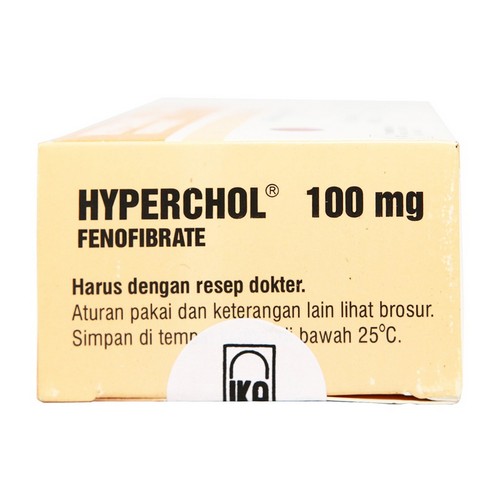 HYPERCHOL® 100 mg
FENOFIBRATE
Harus dengan resep dokter.
Aturan pakai dan keterangan lain lihat brosur.
Simpan di bawah 25°C.
IKA